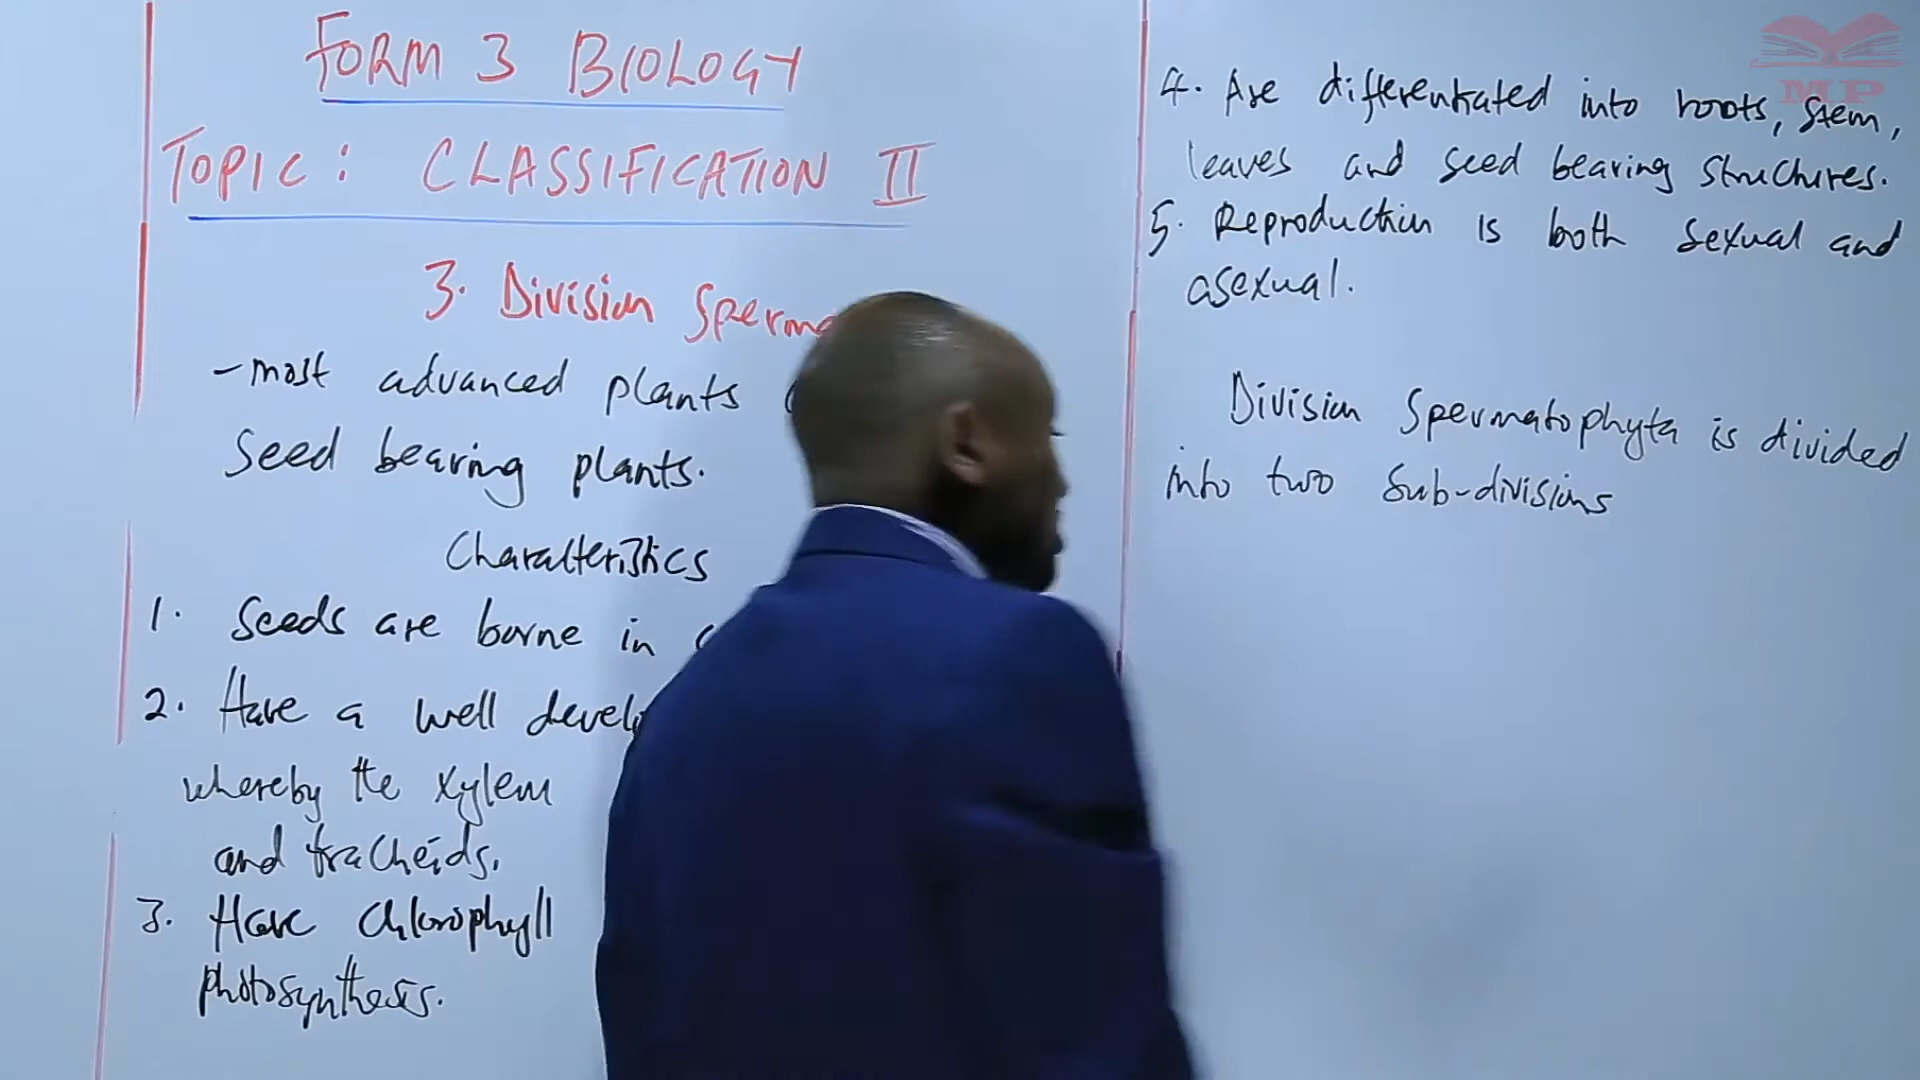 FORM 3 BIOLOGY
TOPIC: CLASSIFICATION II
3. Division Sperma
- most advanced plants
Seed bearing plants.
Characteristics
1. Seeds are borne in
2. Have a well develo
whereby the xylem
and tracheids.
3. Have chlorophyll
photosynthesis.
4. Are differentiated into roots, stem,
leaves and seed bearing structures.
5. Reproduction is both sexual and
asexual.
Division Spermatophyta is divided
into two Sub-divisions
MP